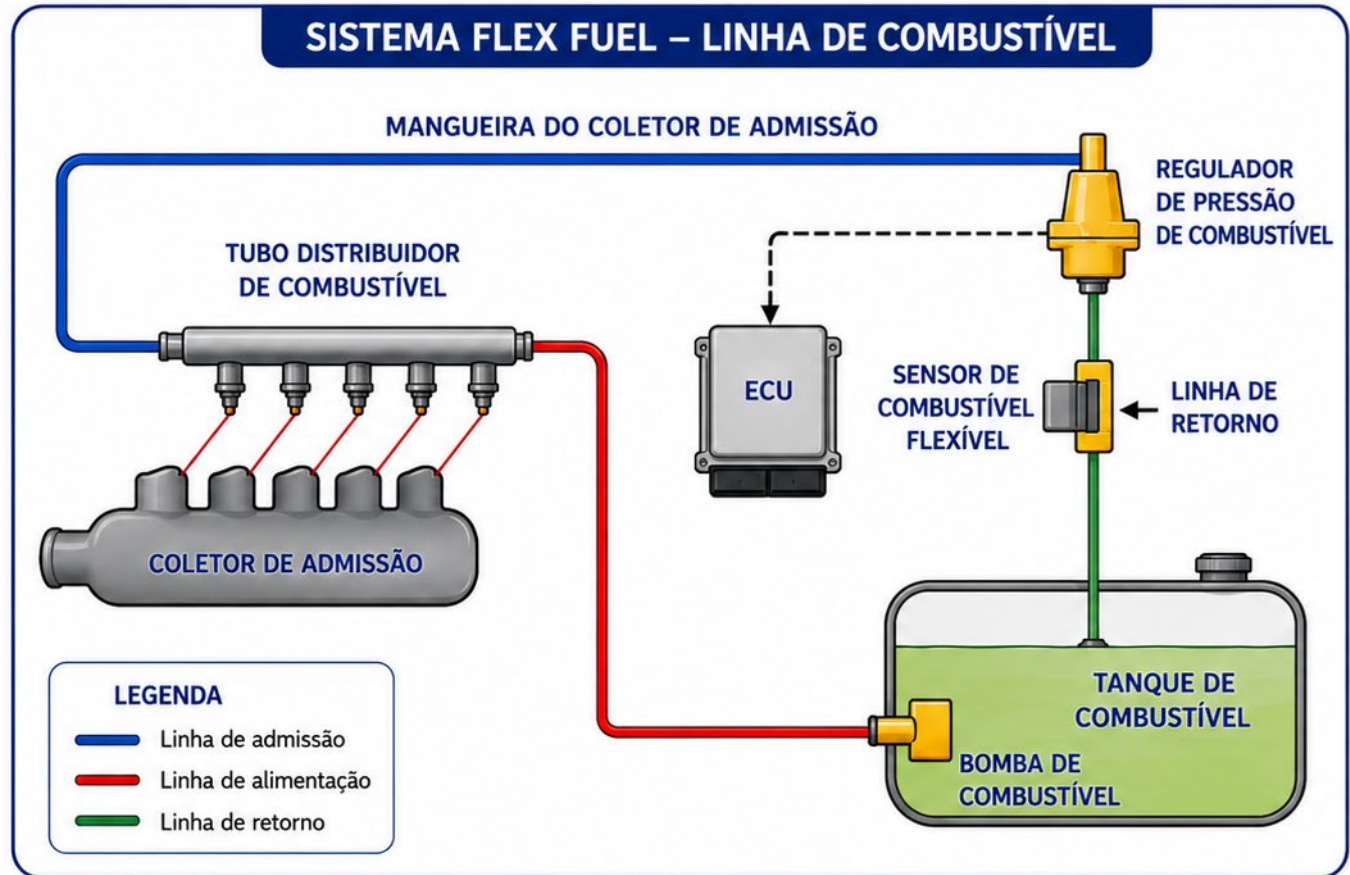 SISTEMA FLEX FUEL – LINHA DE COMBUSTÍVEL
MANGUEIRA DO COLETOR DE ADMISSÃO
REGULADOR
DE PRESSÃO
DE COMBUSTÍVEL
TUBO DISTRIBUIDOR
DE COMBUSTÍVEL
ECU
SENSOR DE
COMBUSTÍVEL
FLEXÍVEL
LINHA DE
RETORNO
COLETOR DE ADMISSÃO
TANQUE DE
COMBUSTÍVEL
BOMBA DE
COMBUSTÍVEL
LEGENDA
Linha de admissão
Linha de alimentação
Linha de retorno